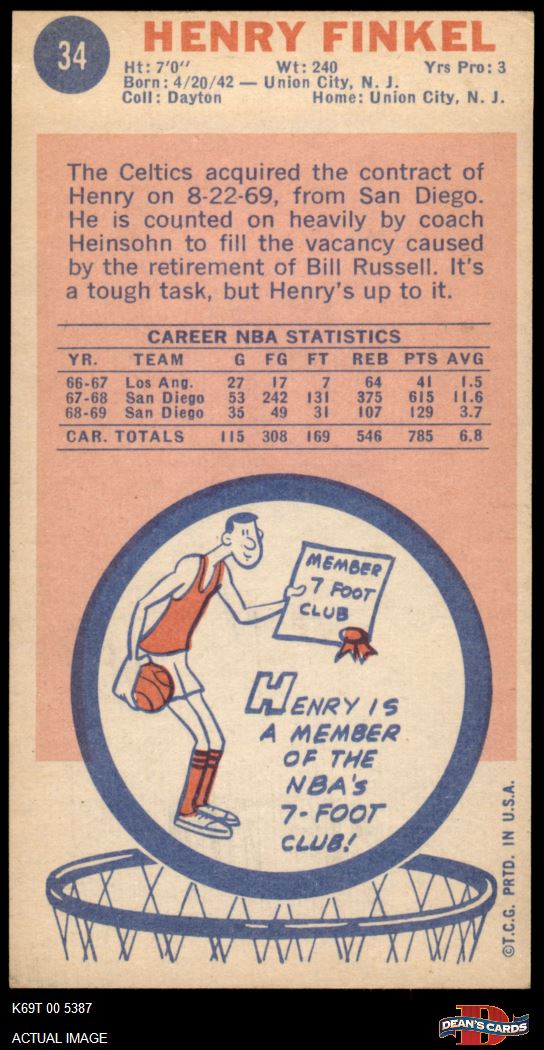 34
HENRY FINKEL
Ht: 7'0" Wt: 240 Yrs Pro: 3
Born: 4/20/42 — Union City, N. J.
Coll: Dayton Home: Union City, N. J.
The Celtics acquired the contract of
Henry on 8-22-69, from San Diego.
He is counted on heavily by coach
Heinsohn to fill the vacancy caused
by the retirement of Bill Russell. It's
a tough task, but Henry's up to it.
CAREER NBA STATISTICS
YR. TEAM G FG FT REB PTS AVG
66-67 Los Ang. 27 17 7 64 41 1.5
67-68 San Diego 53 242 131 375 615 11.6
68-69 San Diego 35 49 31 107 129 3.7
CAR. TOTALS 115 308 169 546 785 6.8
MEMBER
7 FOOT
CLUB
HENRY IS
A MEMBER
OF THE
NBA's
7-FOOT
CLUB!
©T.C.G. PRTD. IN U.S.A.
K69T 00 5387
ACTUAL IMAGE
D
DEAN'S CARDS